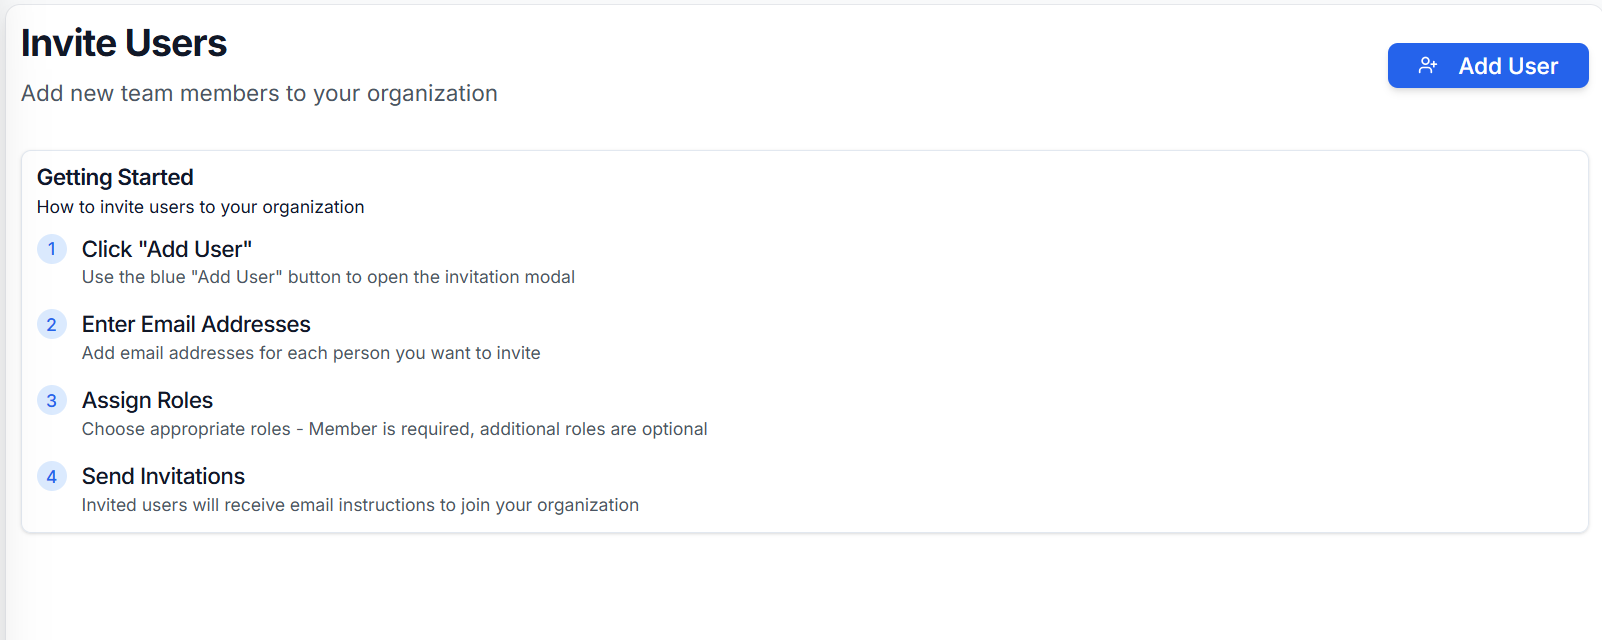 Invite Users
Add new team members to your organization
Add User
Getting Started
How to invite users to your organization
1
Click "Add User"
Use the blue "Add User" button to open the invitation modal
2
Enter Email Addresses
Add email addresses for each person you want to invite
3
Assign Roles
Choose appropriate roles - Member is required, additional roles are optional
4
Send Invitations
Invited users will receive email instructions to join your organization